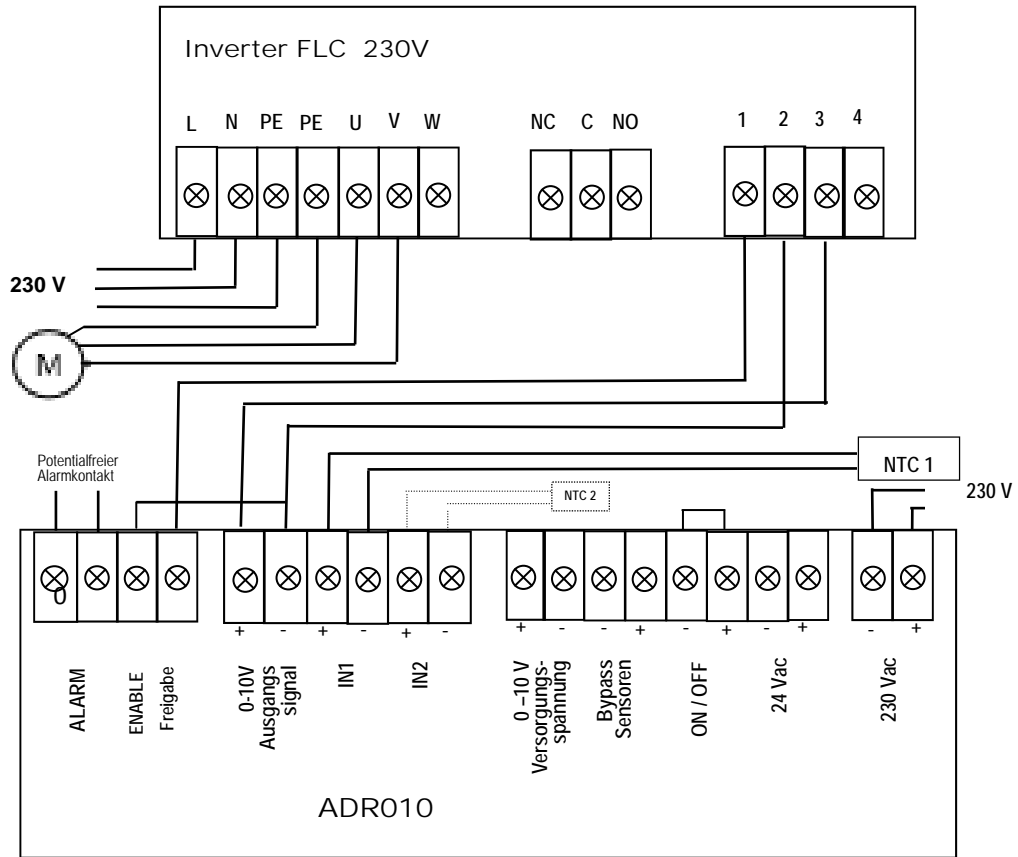 Inverter FLC 230V
L N PE PE U V W NC C NO 1 2 3 4
230 V
M
Potentialfreier
Alarmkontakt
NTC 1
NTC 2
230 V
0
+ - + - + - + - - + - + - + - +
ALARM
ENABLE
Freigabe
0-10V
Ausgangs
signal
IN1
IN2
0 –10 V
Versorgungs-
spannung
Bypass
Sensoren
ON / OFF
24 Vac
230 Vac
ADR010